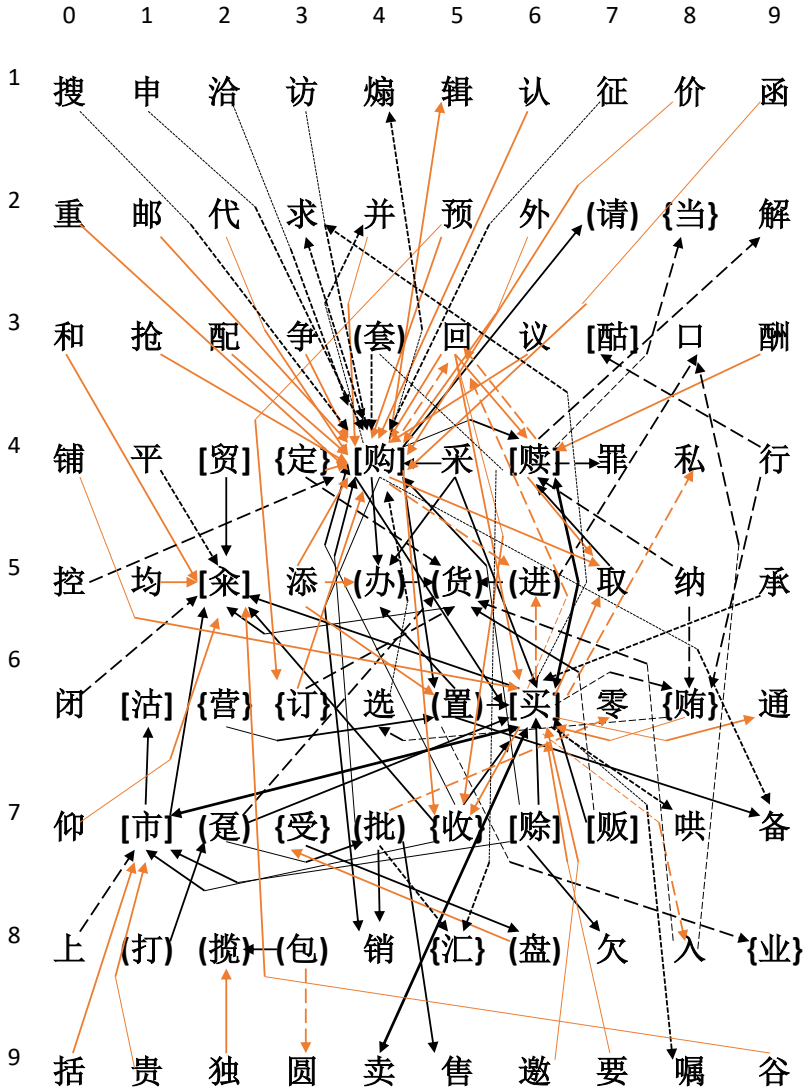 0 1 2 3 4 5 6 7 8 9
1 搜 申 洽 访 煽 辑 认 征 价 函
2 重 邮 代 求 并 预 外 (请) {当} 解
3 和 抢 配 争 (套) 回 议 [酤] 口 酬
4 铺 平 [贸] {定} [购] 采 [赎] 罪 私 行
5 控 均 [籴] 添 (办) (货) (进) 取 纳 承
6 闭 [沽] {营} {订} 选 (置) [买] 零 {贿} 通
7 仰 [市] (趸) {受} (批) {收} [赊] [贩] 哄 备
8 上 (打) (揽) (包) 销 {汇} (盘) 欠 入 {业}
9 括 贵 独 圆 卖 售 邀 要 嘱 谷